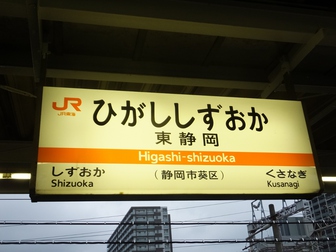 JR
JR東海
ひがししずおか
東静岡
Higashi-shizuoka
しずおか
Shizuoka
(静岡市葵区)
くさなぎ
Kusanagi